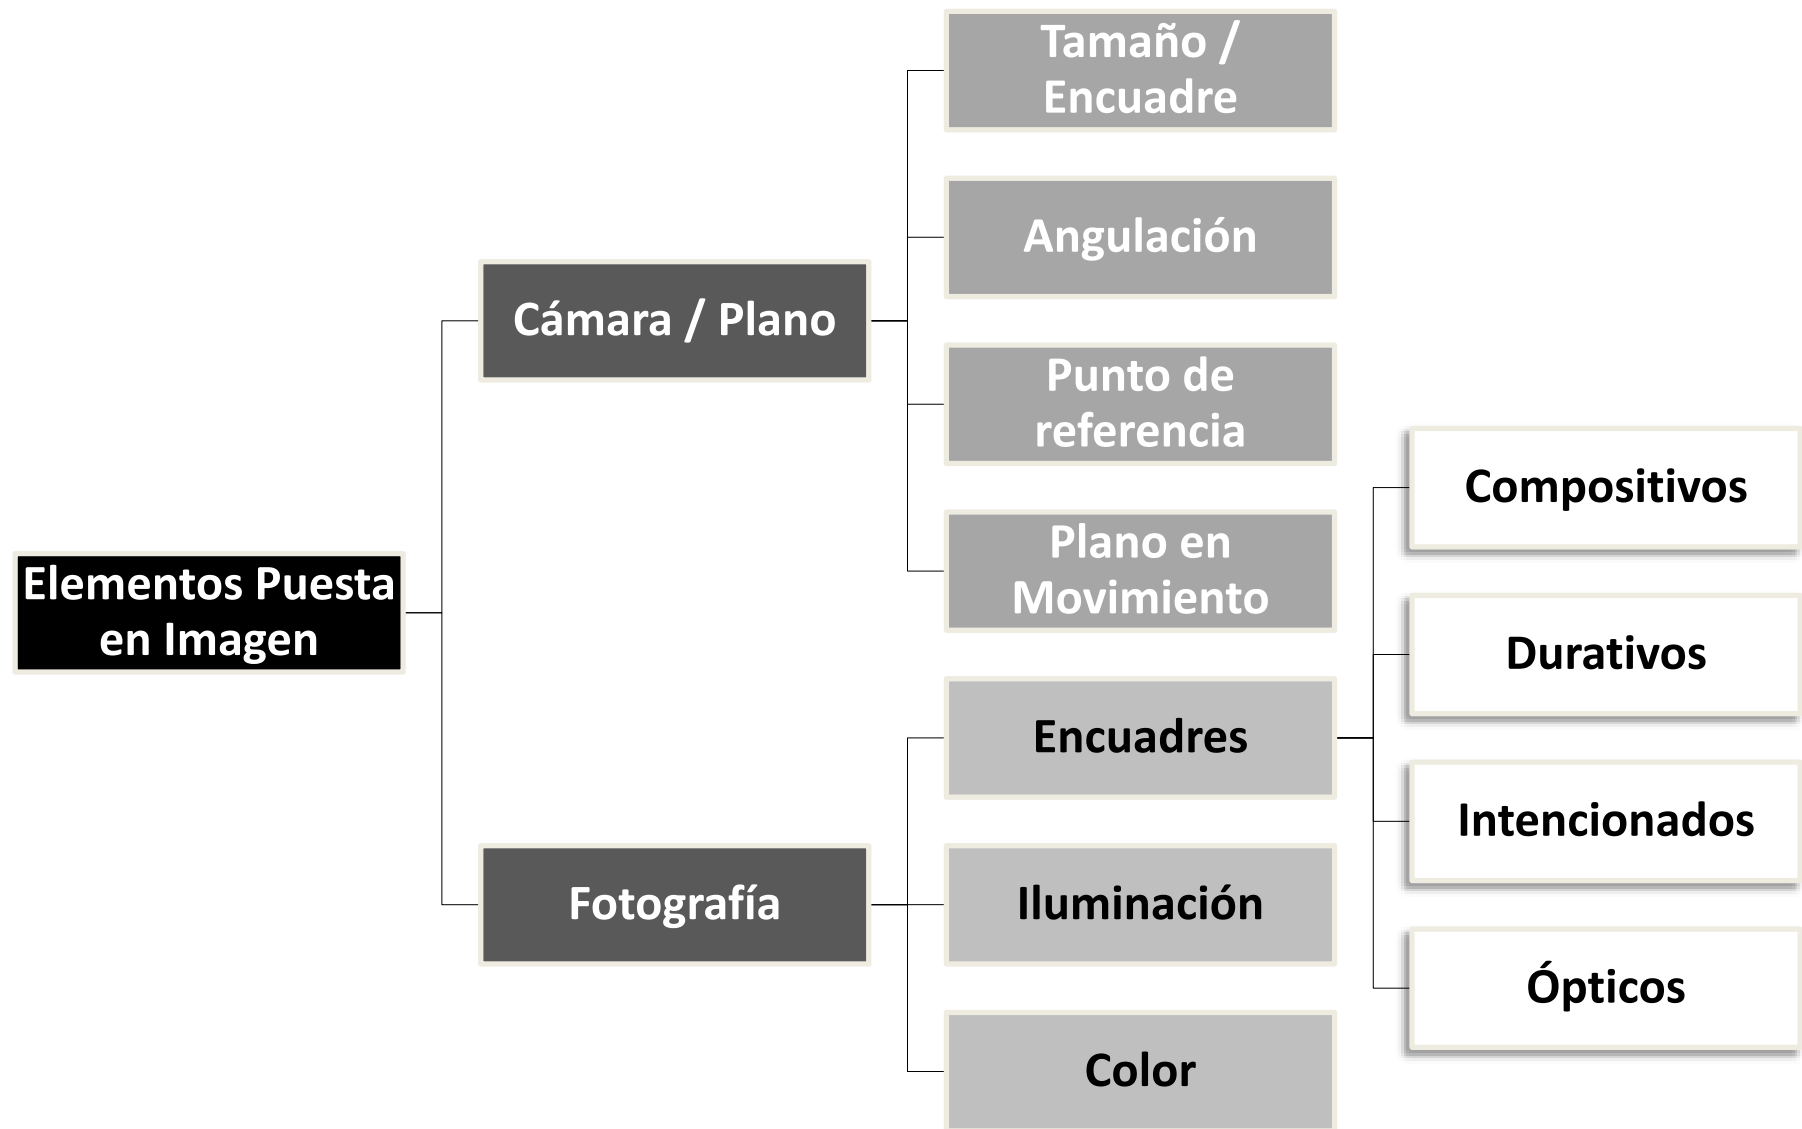 Elementos Puesta
en Imagen
Cámara / Plano
Tamaño /
Encuadre
Angulación
Punto de
referencia
Plano en
Movimiento
Fotografía
Encuadres
Compositivos
Durativos
Intencionados
Ópticos
Iluminación
Color